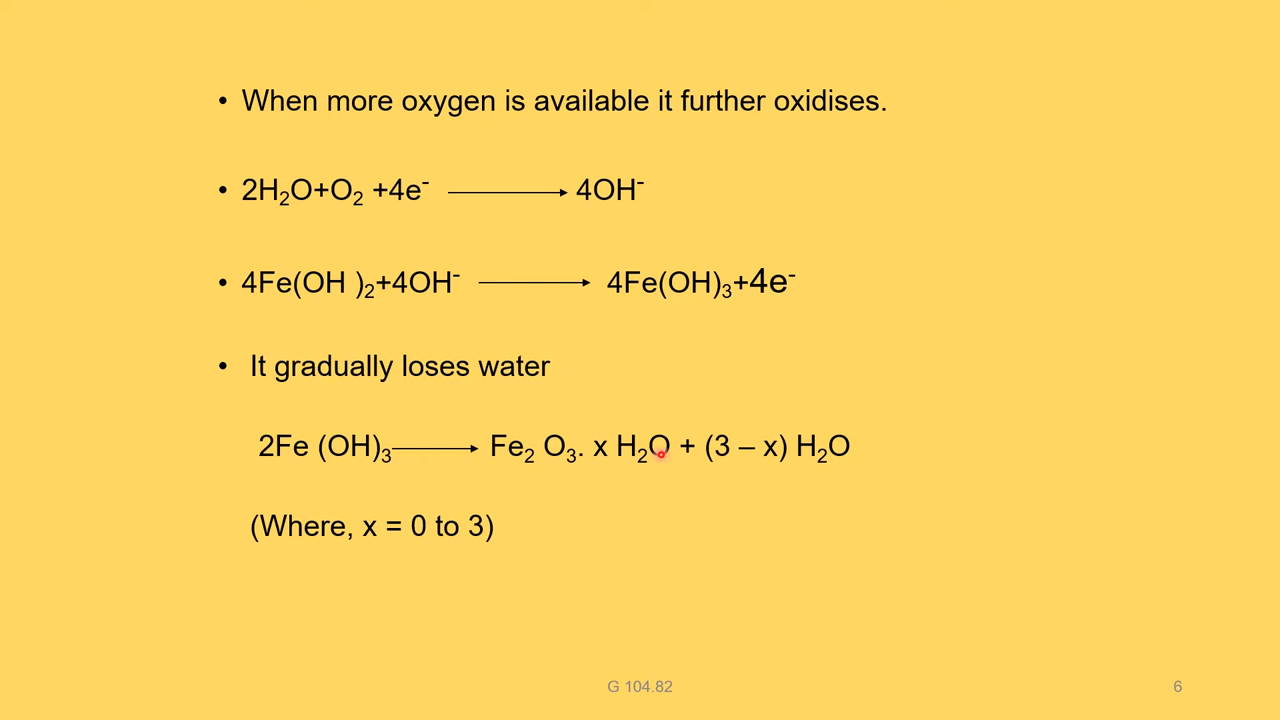 • When more oxygen is available it further oxidises.
• 2H₂O+O₂ +4e⁻ ⟶ 4OH⁻
• 4Fe(OH )₂+4OH⁻ ⟶ 4Fe(OH)₃+4e⁻
• It gradually loses water
2Fe (OH)₃⟶ Fe₂ O₃. x H₂O + (3 – x) H₂O
(Where, x = 0 to 3)
G 104.82
6